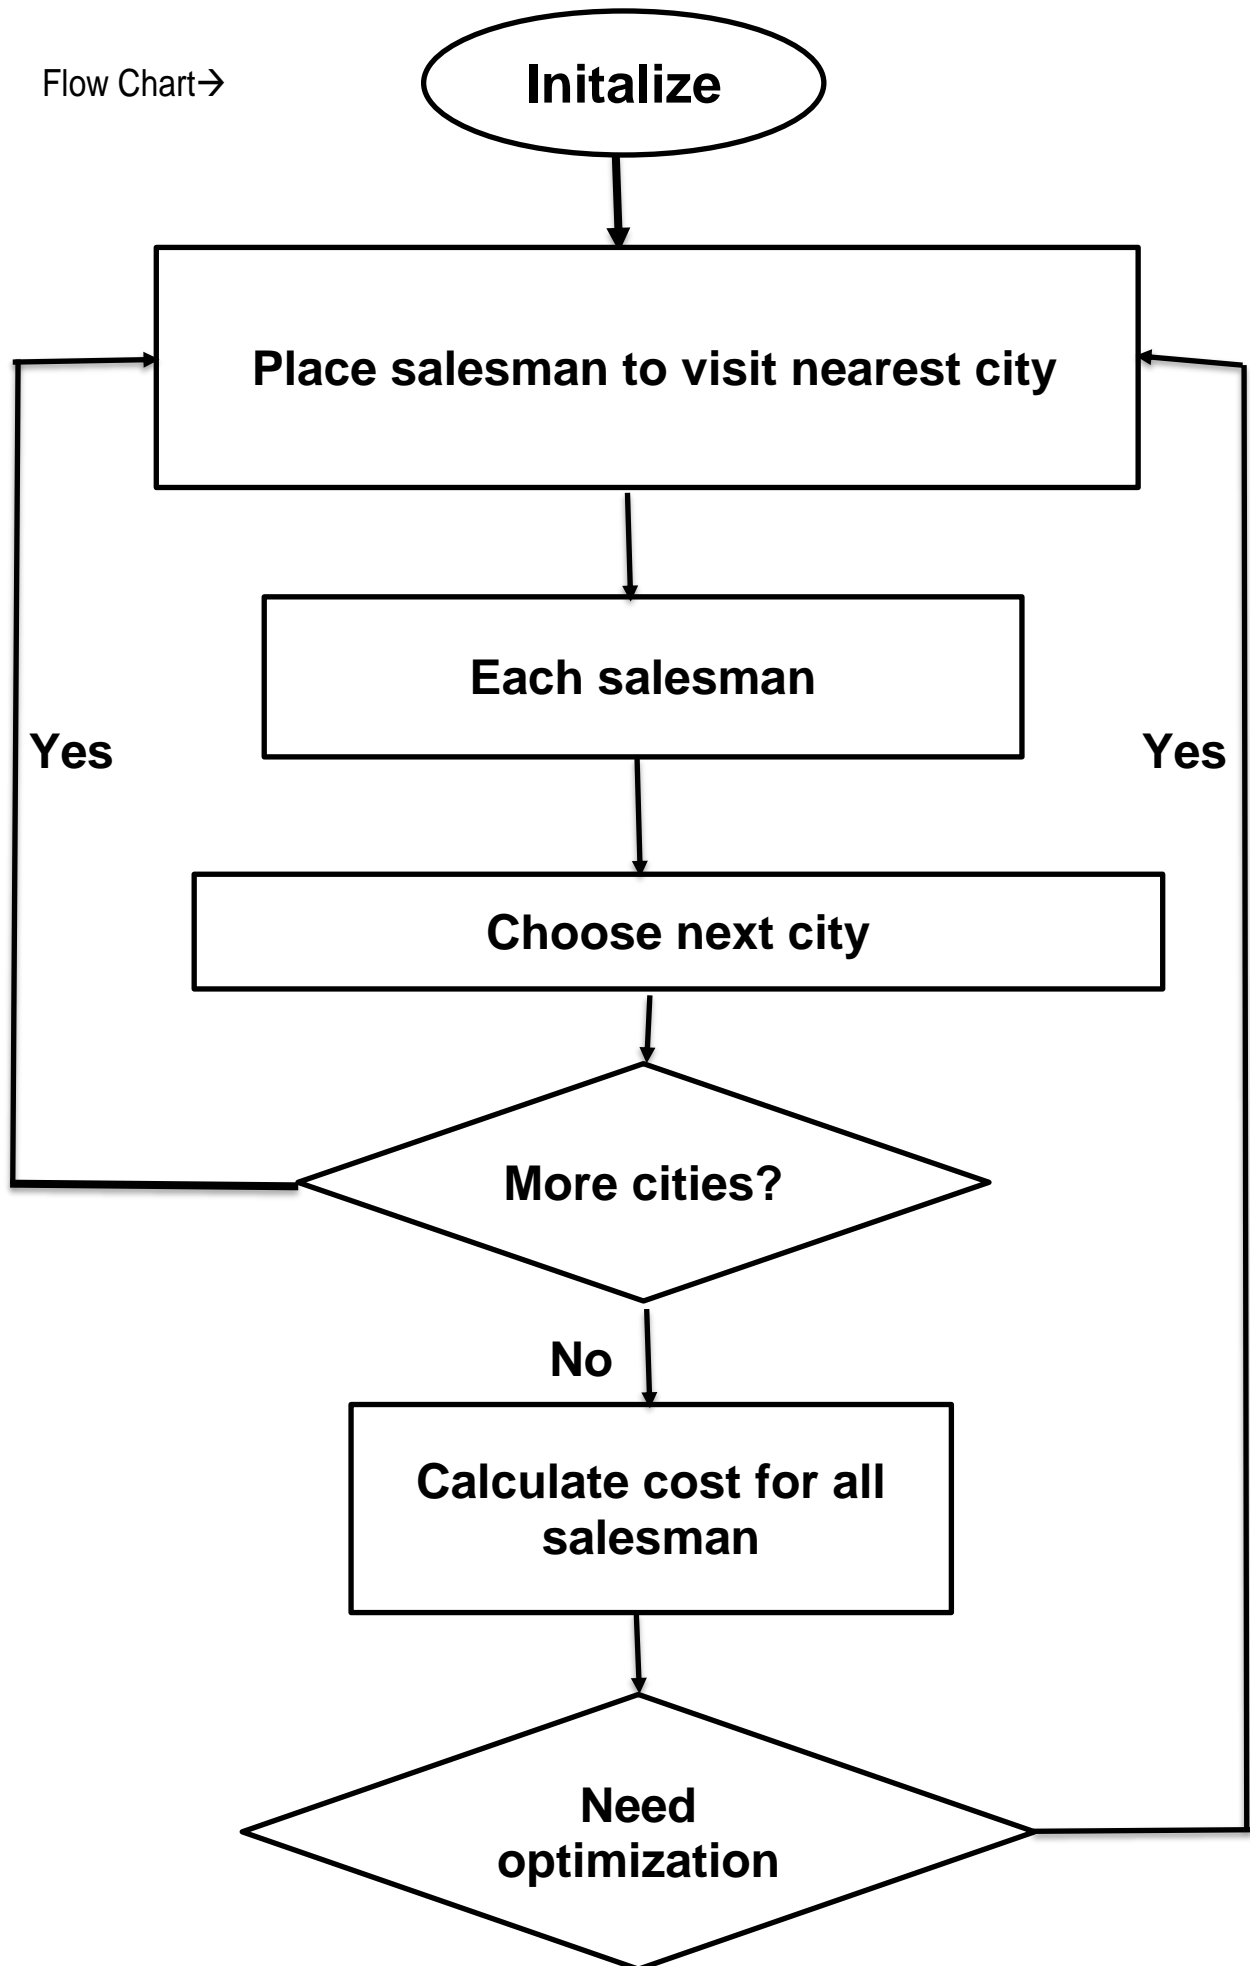 Flow Chart→
Initalize
Place salesman to visit nearest city
Each salesman
Yes
Yes
Choose next city
More cities?
No
Calculate cost for all
salesman
Need
optimization